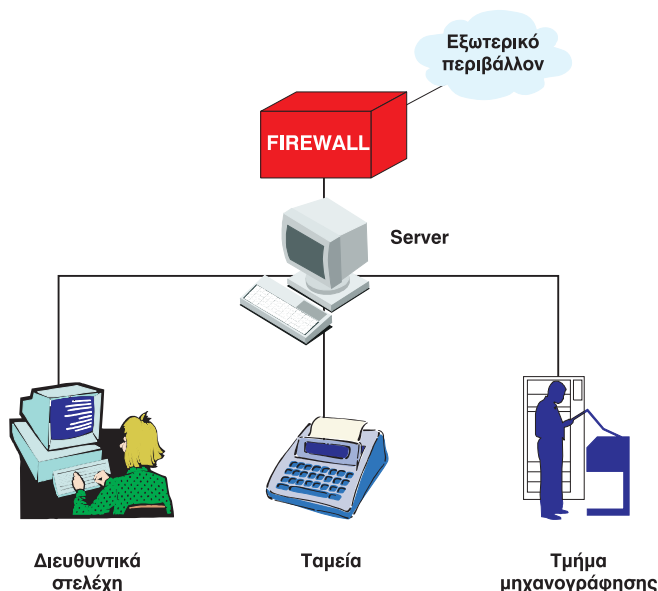 Εξωτερικό
περιβάλλον
FIREWALL
Server
Διευθυντικά
στελέχη
Ταμεία
Τμήμα
μηχανογράφησης